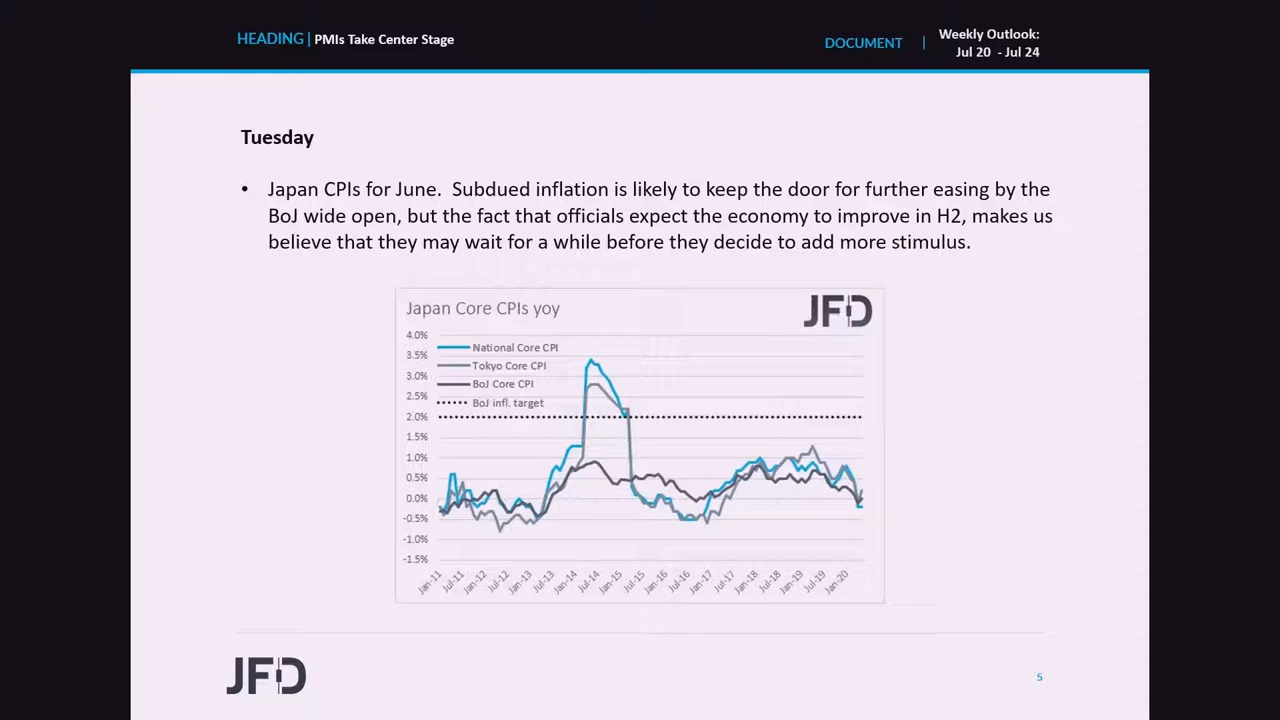 HEADING | PMIs Take Center Stage
DOCUMENT | Weekly Outlook:
Jul 20 - Jul 24
Tuesday
• Japan CPIs for June. Subdued inflation is likely to keep the door for further easing by the
BoJ wide open, but the fact that officials expect the economy to improve in H2, makes us
believe that they may wait for a while before they decide to add more stimulus.
Japan Core CPIs yoy
JFD
4.0%
3.5%
3.0%
2.5%
2.0%
1.5%
1.0%
0.5%
0.0%
-0.5%
-1.0%
-1.5%
National Core CPI
Tokyo Core CPI
BoJ Core CPI
BoJ infl. target
Jan-11
Jul-11
Jan-12
Jul-12
Jan-13
Jul-13
Jan-14
Jul-14
Jan-15
Jul-15
Jan-16
Jul-16
Jan-17
Jul-17
Jan-18
Jul-18
Jan-19
Jul-19
Jan-20
JFD
5